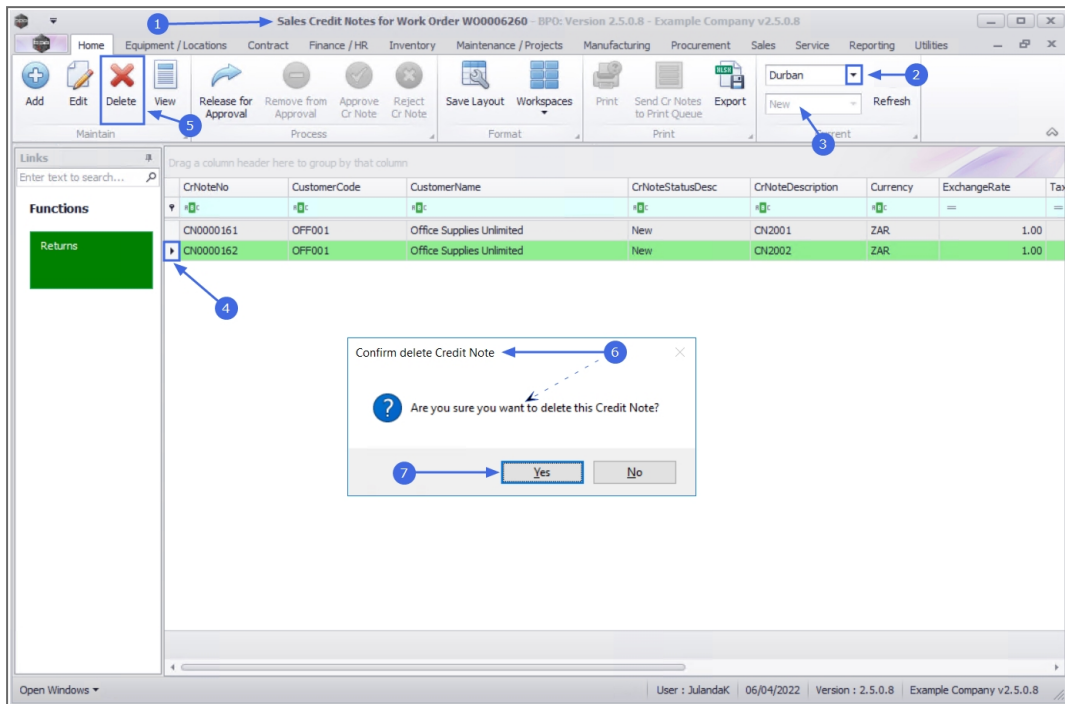 1
Sales Credit Notes for Work Order WO0006260 - BPO: Version 2.5.0.8 - Example Company v2.5.0.8
Home Equipment / Locations Contract Finance / HR Inventory Maintenance / Projects Manufacturing Procurement Sales Service Reporting Utilities
Add Edit Delete View Release for Approval Remove from Approval Approve Cr Note Reject Cr Note Save Layout Workspaces Print Send Cr Notes to Print Queue Export
XLSX
Durban
2
New
Refresh
5
3
Maintain Process Format Print Current
Links
Drag a column header here to group by that column
Enter text to search...
CrNoteNo CustomerCode CustomerName CrNoteStatusDesc CrNoteDescription Currency ExchangeRate Tax
Functions
= =
CN0000161 OFF001 Office Supplies Unlimited New CN2001 ZAR 1.00
Returns
CN0000162 OFF001 Office Supplies Unlimited New CN2002 ZAR 1.00
4
Confirm delete Credit Note
6
Are you sure you want to delete this Credit Note?
7
Yes No
Open Windows
User : JulandaK 06/04/2022 Version : 2.5.0.8 Example Company v2.5.0.8